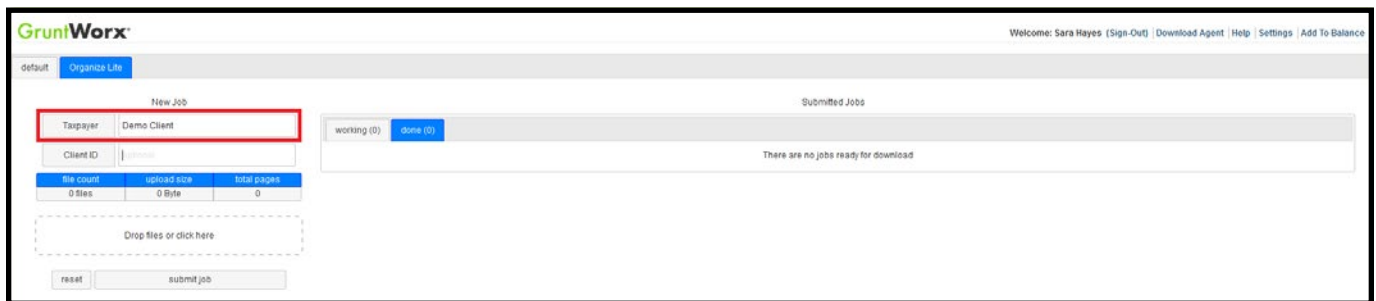 GruntWorx
Welcome: Sara Hayes (Sign-Out) | Download Agent | Help | Settings | Add To Balance
default Organize Lite
New Job
Submitted Jobs
Taxpayer Demo Client
working (0) done (0)
Client ID optional
There are no jobs ready for download
file count upload size total pages
0 files 0 Byte 0
Drop files or click here
reset submit job